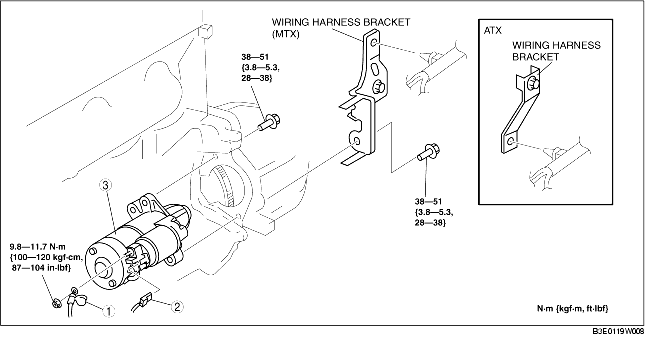 WIRING HARNESS BRACKET
(MTX)
38—51
{3.8—5.3,
28—38}
ATX
WIRING HARNESS
BRACKET
3
38—51
{3.8—5.3,
28—38}
9.8—11.7 N·m
{100—120 kgf·cm,
87—104 in·lbf}
1
2
N·m {kgf·m, ft·lbf}
B3E0119W008